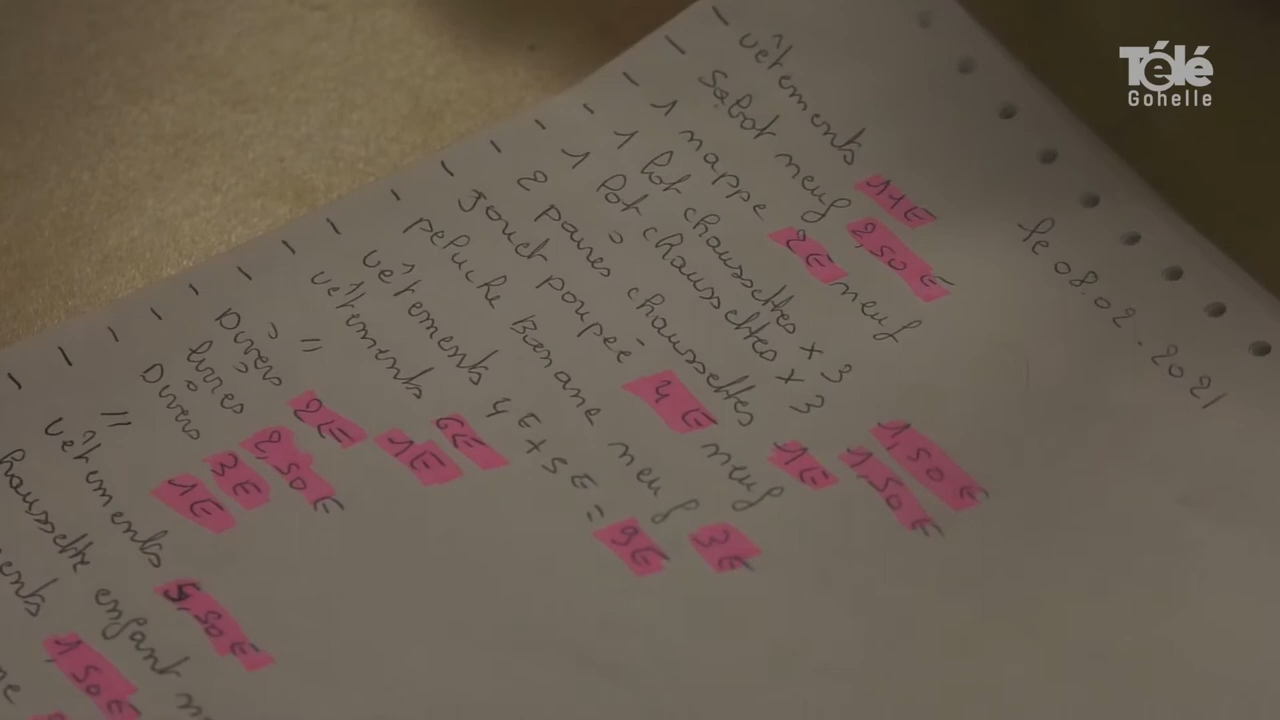 Télé
Gohelle
le 08.02.2021
- vêtements 11€
- Sabot neuf 2,50€
- 1 nappe 2€ neuf
- 1 lot chaussettes x 3 1,50€
- 1 lot chaussettes x 3 1,50€
- 2 paires chaussettes 1€
- Jouet poupée 4€ neuf
- peluche Banane neuf 3€
- vêtements 4€+5€=9€
- vêtements 6€
- " 1€
- Divers 2€
- livres 2,50€
- Divers 3€
- " 1€
- vêtements 5,50€
enfant
1,50€